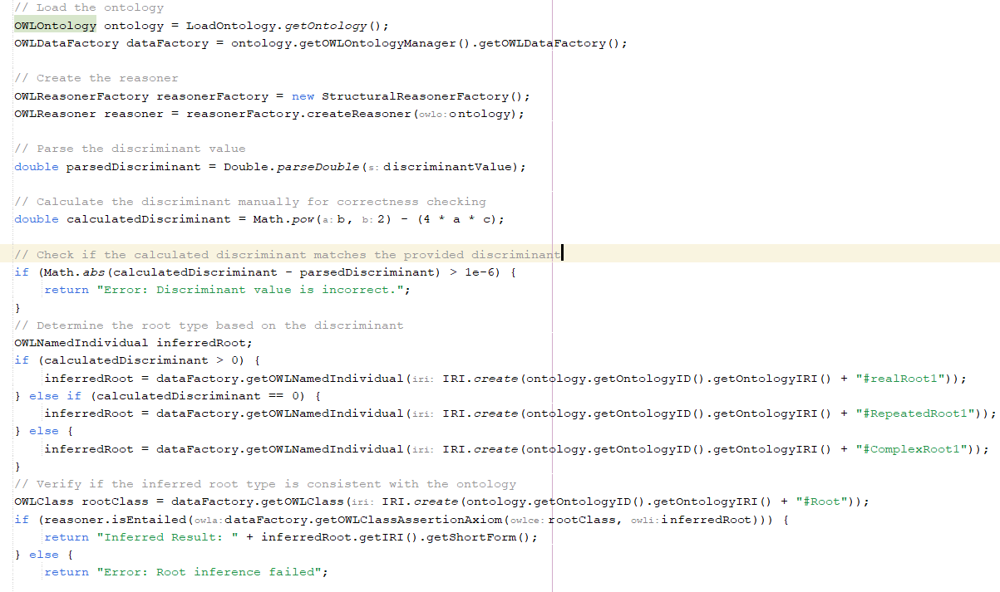 // Load the ontology
OWLOntology ontology = LoadOntology.getOntology();
OWLDataFactory dataFactory = ontology.getOWLOntologyManager().getOWLDataFactory();
// Create the reasoner
OWLReasonerFactory reasonerFactory = new StructuralReasonerFactory();
OWLReasoner reasoner = reasonerFactory.createReasoner(owlo: ontology);
// Parse the discriminant value
double parsedDiscriminant = Double.parseDouble(s: discriminantValue);
// Calculate the discriminant manually for correctness checking
double calculatedDiscriminant = Math.pow(a: b, b: 2) - (4 * a * c);
// Check if the calculated discriminant matches the provided discriminant
if (Math.abs(calculatedDiscriminant - parsedDiscriminant) > 1e-6) {
    return "Error: Discriminant value is incorrect.";
}
// Determine the root type based on the discriminant
OWLNamedIndividual inferredRoot;
if (calculatedDiscriminant > 0) {
    inferredRoot = dataFactory.getOWLNamedIndividual(iri: IRI.create(ontology.getOntologyID().getOntologyIRI() + "#realRoot1"));
} else if (calculatedDiscriminant == 0) {
    inferredRoot = dataFactory.getOWLNamedIndividual(iri: IRI.create(ontology.getOntologyID().getOntologyIRI() + "#RepeatedRoot1"));
} else {
    inferredRoot = dataFactory.getOWLNamedIndividual(iri: IRI.create(ontology.getOntologyID().getOntologyIRI() + "#ComplexRoot1"));
}
// Verify if the inferred root type is consistent with the ontology
OWLClass rootClass = dataFactory.getOWLClass(iri: IRI.create(ontology.getOntologyID().getOntologyIRI() + "#Root"));
if (reasoner.isEntailed(owla: dataFactory.getOWLClassAssertionAxiom(owlce: rootClass, owli: inferredRoot))) {
    return "Inferred Result: " + inferredRoot.getIRI().getShortForm();
} else {
    return "Error: Root inference failed";